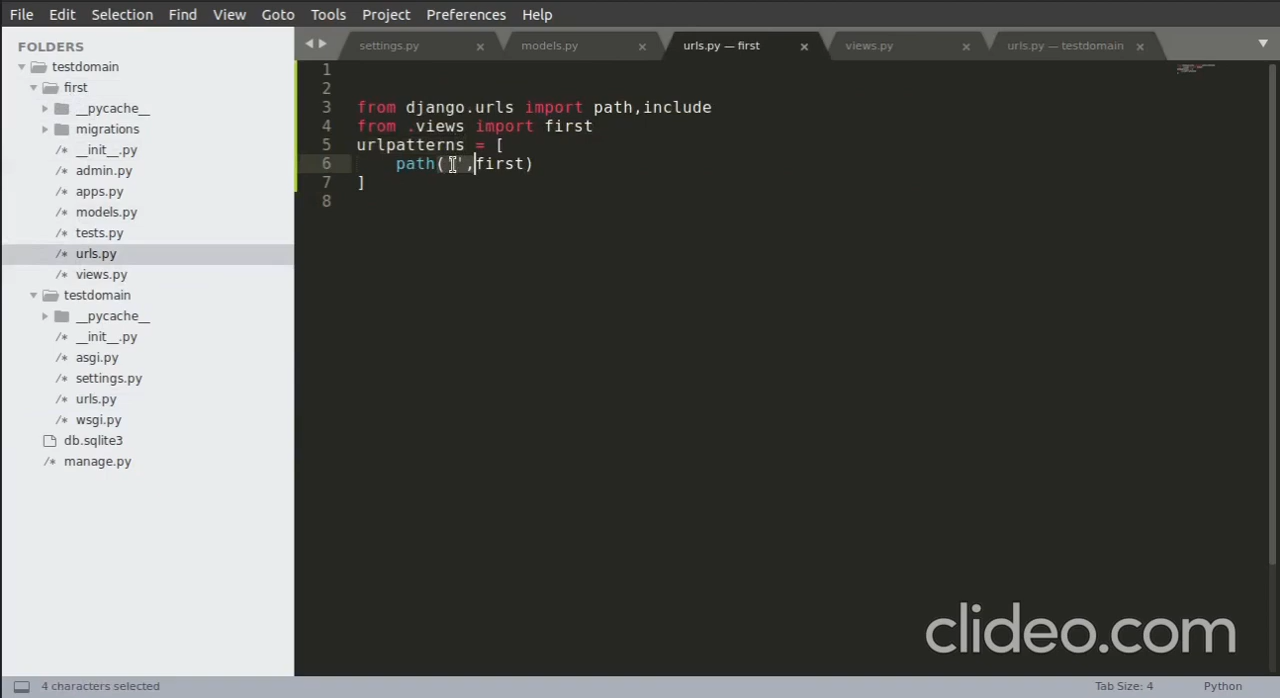 File Edit Selection Find View Goto Tools Project Preferences Help
FOLDERS
testdomain
first
__pycache__
migrations
/* __init__.py
/* admin.py
/* apps.py
/* models.py
/* tests.py
/* urls.py
/* views.py
testdomain
__pycache__
/* __init__.py
/* asgi.py
/* settings.py
/* urls.py
/* wsgi.py
db.sqlite3
/* manage.py
settings.py × models.py × urls.py — first × views.py × urls.py — testdomain ×
1
2
3 from django.urls import path,include
4 from .views import first
5 urlpatterns = [
6 path('',first)
7 ]
8
clideo.com
4 characters selected Tab Size: 4 Python